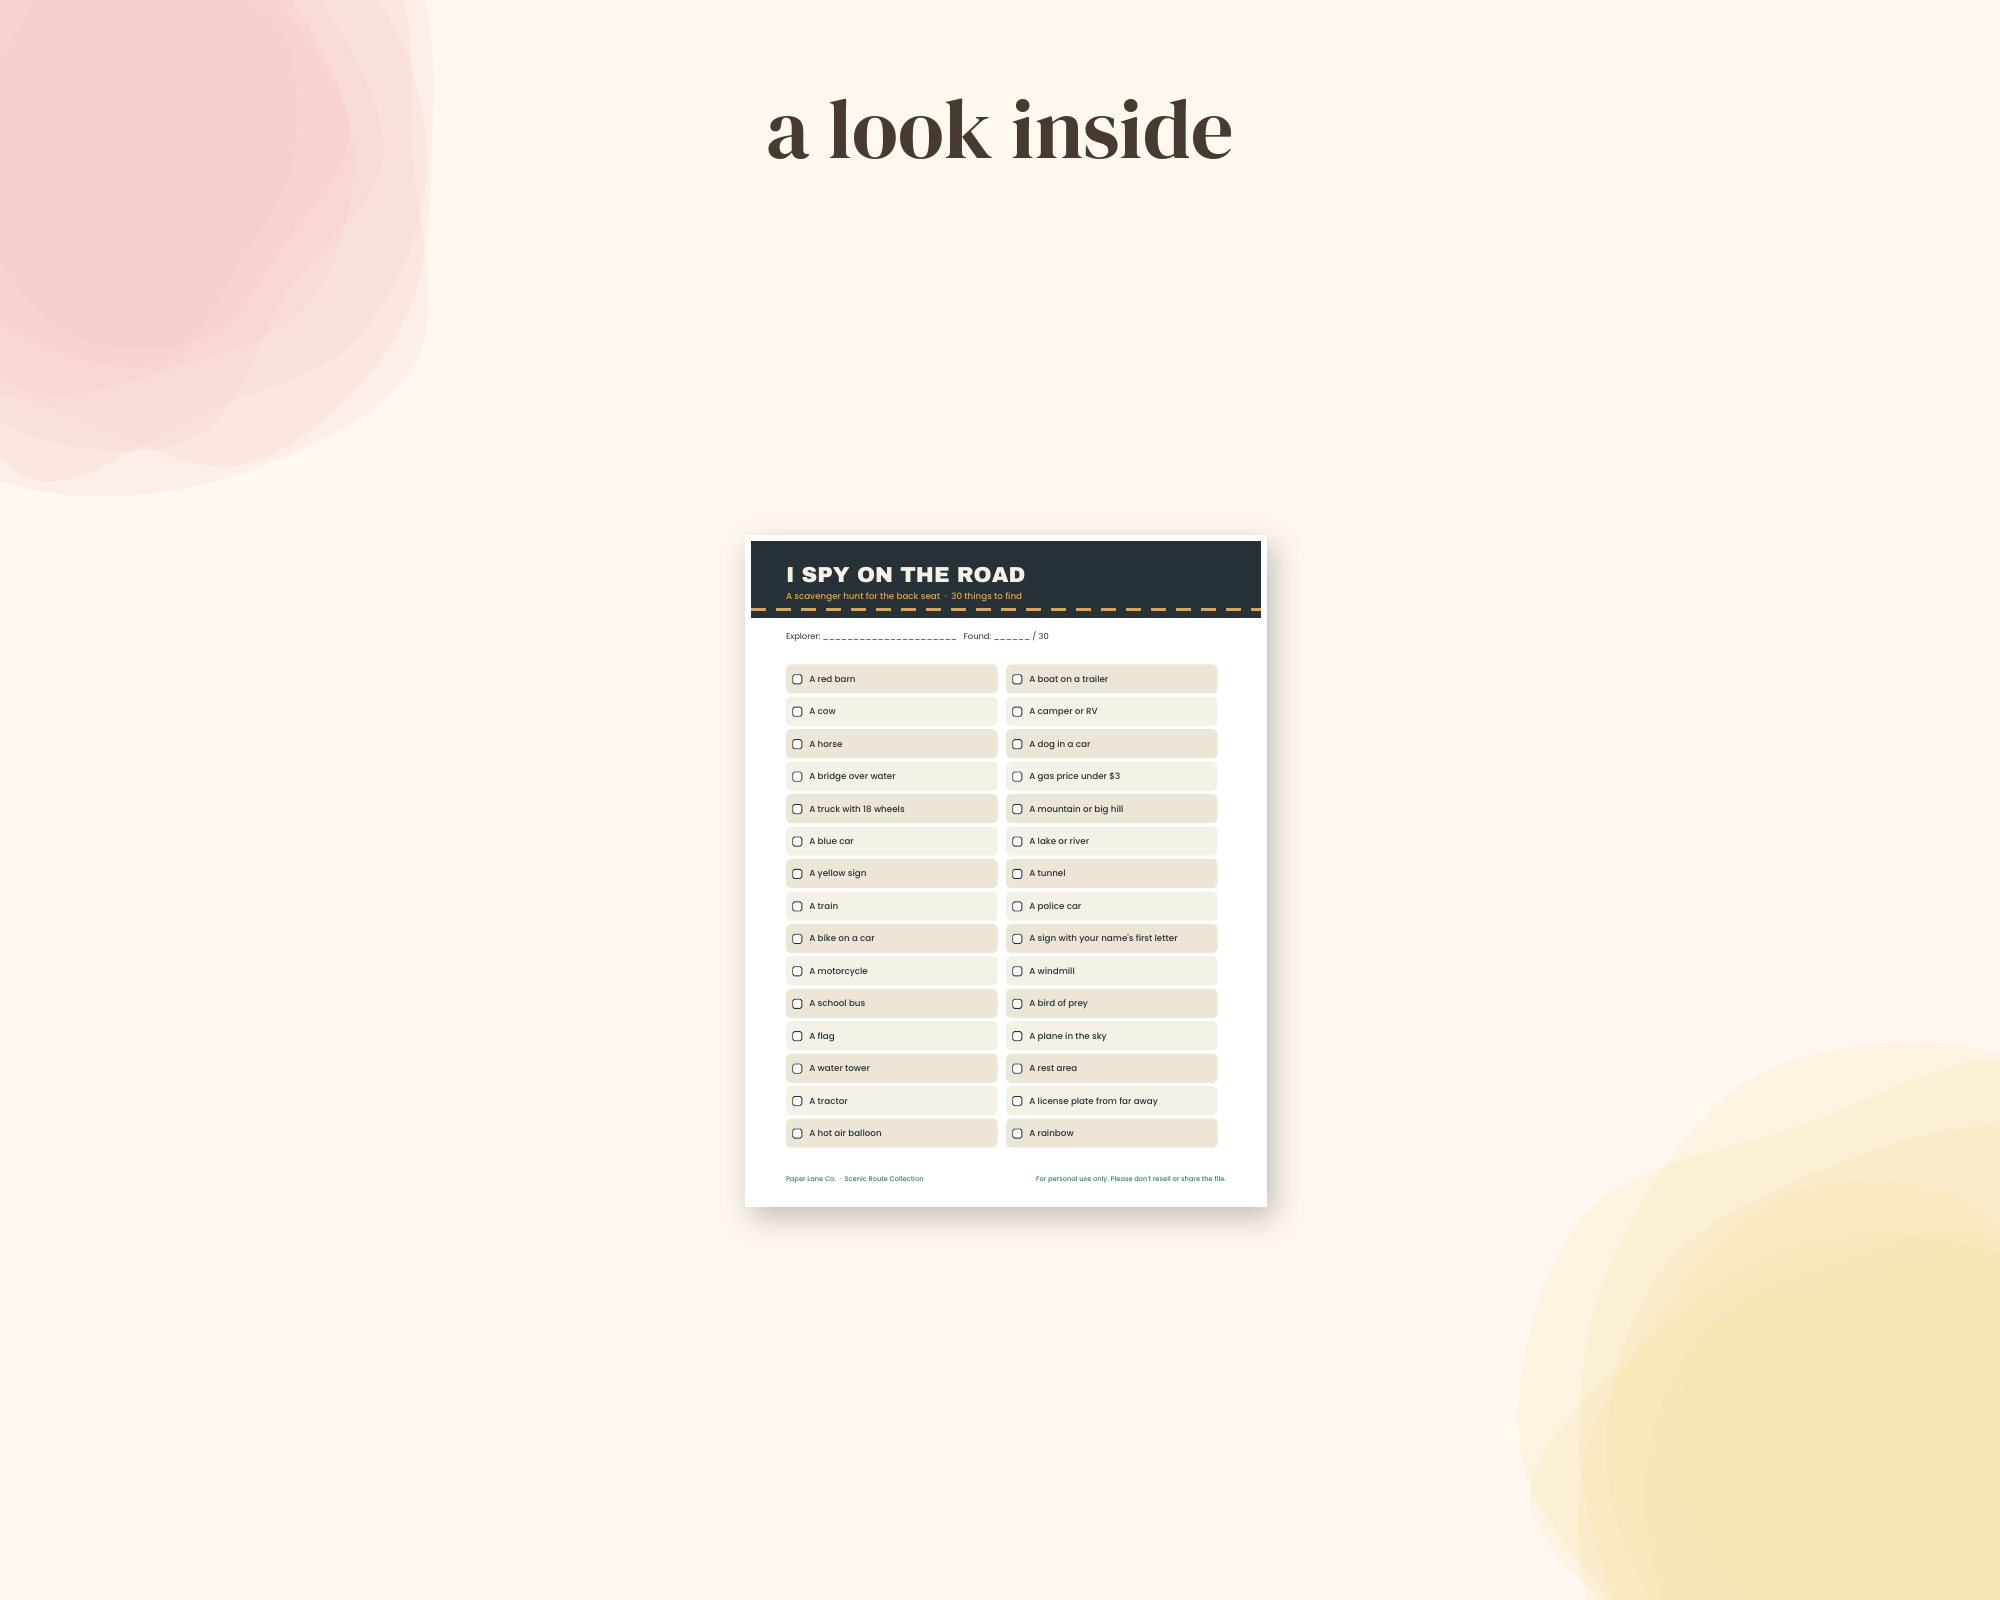 a look inside
I SPY ON THE ROAD
A scavenger hunt for the back seat · 30 things to find
Explorer: ______________________ Found: ______ / 30
A red barn
A cow
A horse
A bridge over water
A truck with 18 wheels
A blue car
A yellow sign
A train
A bike on a car
A motorcycle
A school bus
A flag
A water tower
A tractor
A hot air balloon
A boat on a trailer
A camper or RV
A dog in a car
A gas price under $3
A mountain or big hill
A lake or river
A tunnel
A police car
A sign with your name's first letter
A windmill
A bird of prey
A plane in the sky
A rest area
A license plate from far away
A rainbow
Paper Lane Co. · Scenic Route Collection
For personal use only. Please don't resell or share the file.